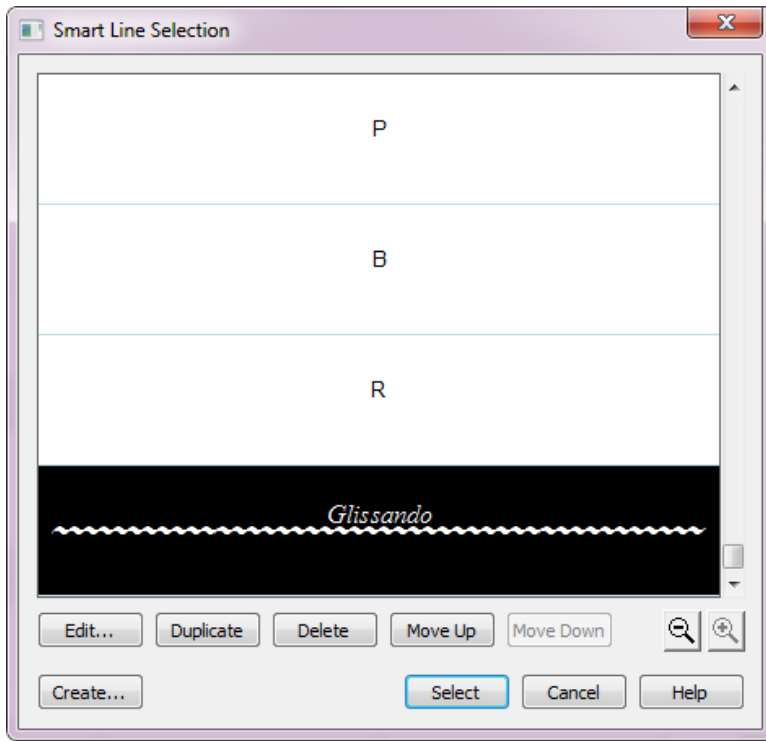 Smart Line Selection
P
B
R
Glissando
Edit... Duplicate Delete Move Up Move Down
Create... Select Cancel Help